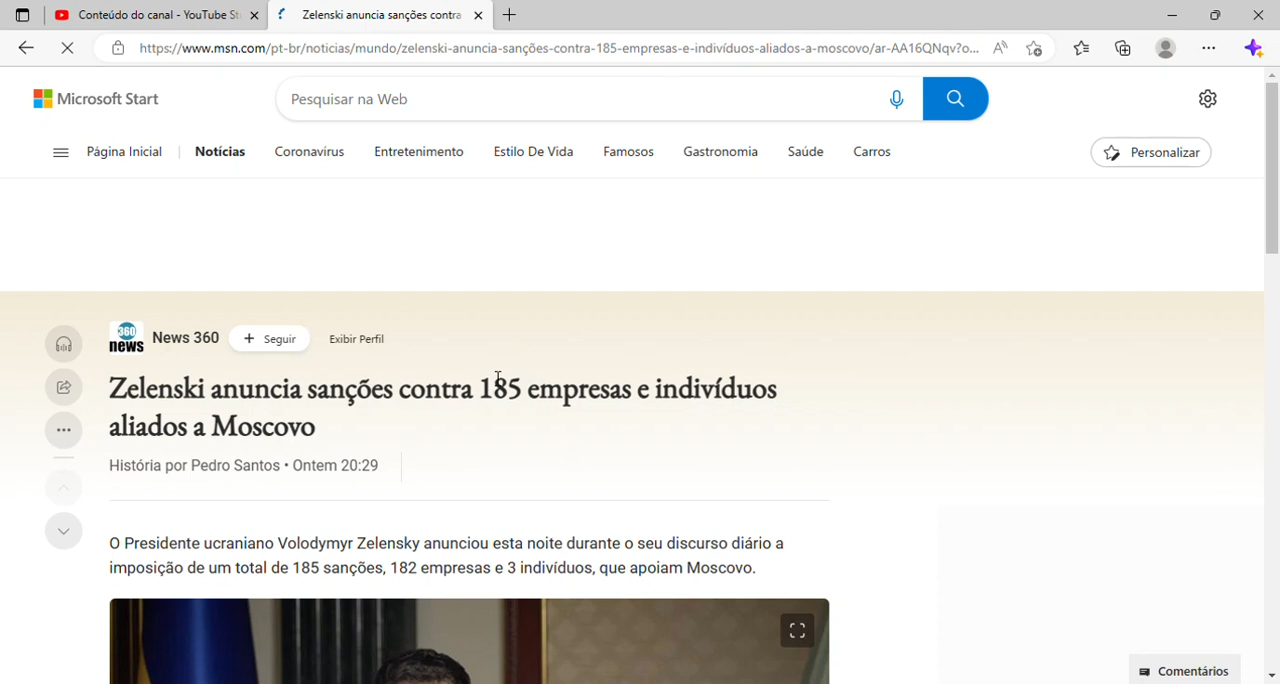 Conteúdo do canal - YouTube St
Zelenski anuncia sanções contra
https://www.msn.com/pt-br/noticias/mundo/zelenski-anuncia-sanções-contra-185-empresas-e-indivíduos-aliados-a-moscovo/ar-AA16QNqv?o...
Microsoft Start
Pesquisar na Web
Página Inicial
Notícias
Coronavírus
Entretenimento
Estilo De Vida
Famosos
Gastronomia
Saúde
Carros
Personalizar
360 news
News 360
+ Seguir
Exibir Perfil
Zelenski anuncia sanções contra 185 empresas e indivíduos
aliados a Moscovo
História por Pedro Santos • Ontem 20:29
O Presidente ucraniano Volodymyr Zelensky anunciou esta noite durante o seu discurso diário a
imposição de um total de 185 sanções, 182 empresas e 3 indivíduos, que apoiam Moscovo.
Comentários